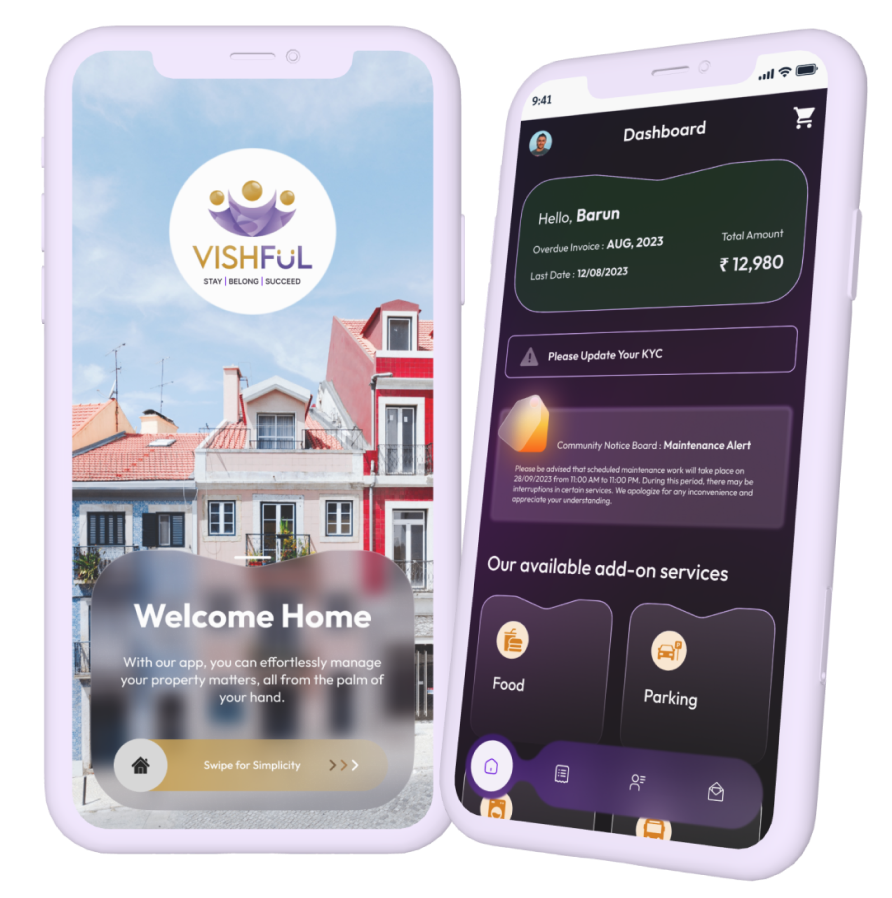 VISHFüL
STAY | BELONG | SUCCEED
Welcome Home
With our app, you can effortlessly manage
your property matters, all from the palm of
your hand.
Swipe for Simplicity
9:41
Dashboard
Hello, Barun
Overdue Invoice : AUG, 2023
Last Date : 12/08/2023
Total Amount
₹ 12,980
Please Update Your KYC
Community Notice Board : Maintenance Alert
Please be advised that scheduled maintenance work will take place on
28/09/2023 from 11:00 AM to 11:00 PM. During this period, there may be
interruptions in certain services. We apologize for any inconvenience and
appreciate your understanding.
Our available add-on services
Food
Parking